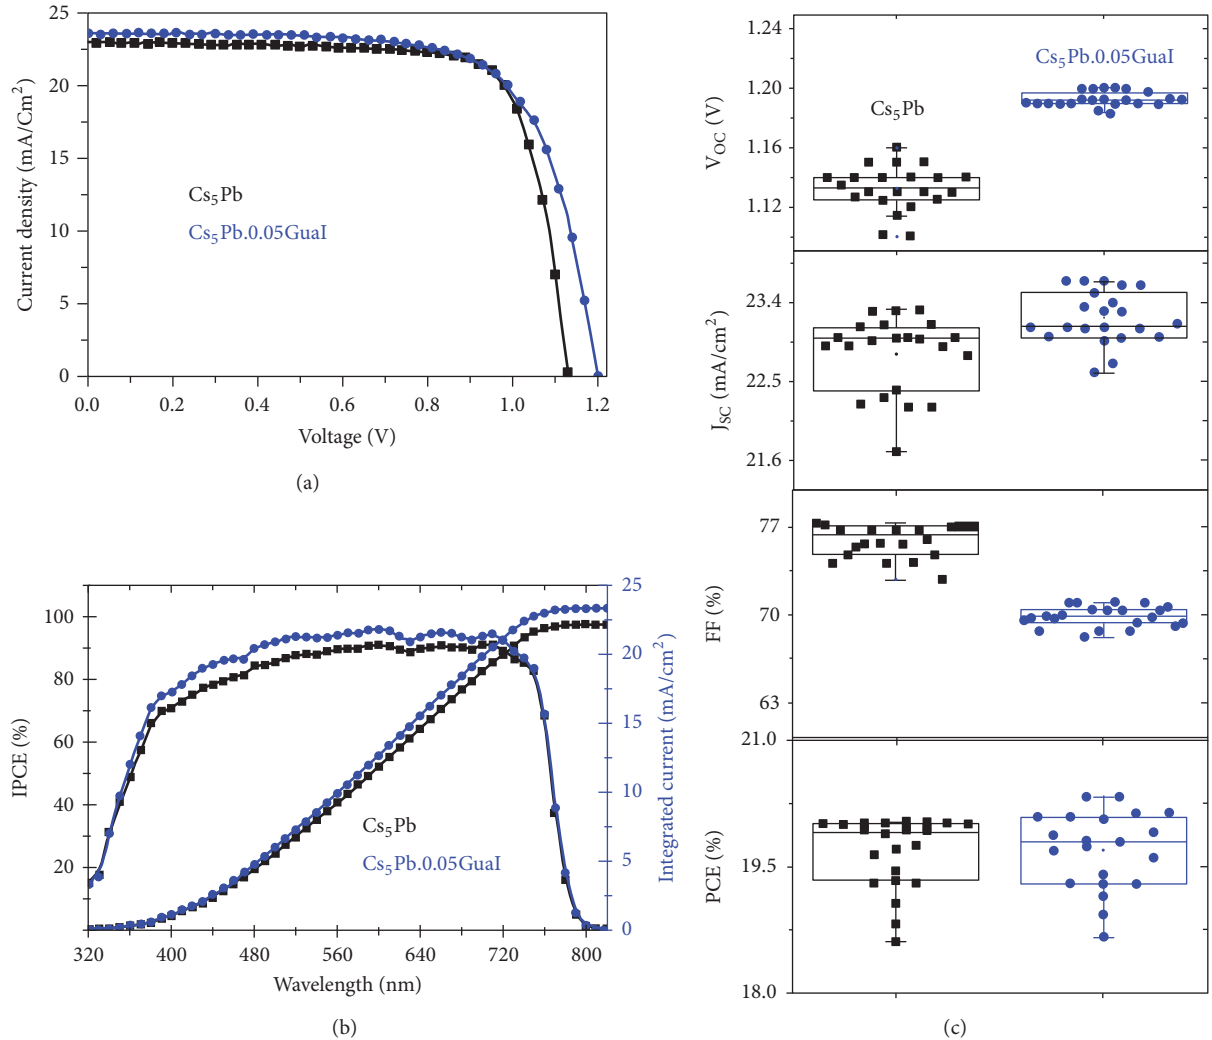 25
20
15
10
5
0
Current density (mA/Cm²)
Cs₅Pb
Cs₅Pb.0.05GuaI
0.0 0.2 0.4 0.6 0.8 1.0 1.2
Voltage (V)
(a)
100
80
60
40
20
IPCE (%)
25
20
15
10
5
0
Integrated current (mA/cm²)
Cs₅Pb
Cs₅Pb.0.05GuaI
320 400 480 560 640 720 800
Wavelength (nm)
(b)
1.24
1.20
1.16
1.12
V_OC (V)
Cs₅Pb
Cs₅Pb.0.05GuaI
23.4
22.5
21.6
J_SC (mA/cm²)
77
70
63
FF (%)
21.0
19.5
18.0
PCE (%)
(c)